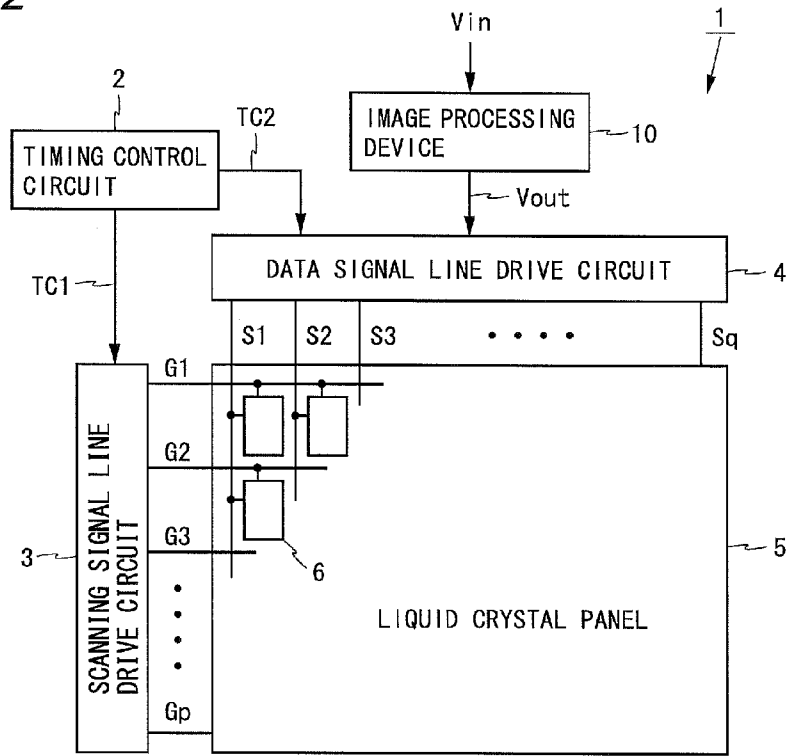 2
Vin
1
2
TC2
IMAGE PROCESSING
DEVICE
10
TIMING CONTROL
CIRCUIT
Vout
TC1
DATA SIGNAL LINE DRIVE CIRCUIT
4
S1
S2
S3
Sq
G1
G2
G3
Gp
3
SCANNING SIGNAL LINE
DRIVE CIRCUIT
6
5
LIQUID CRYSTAL PANEL